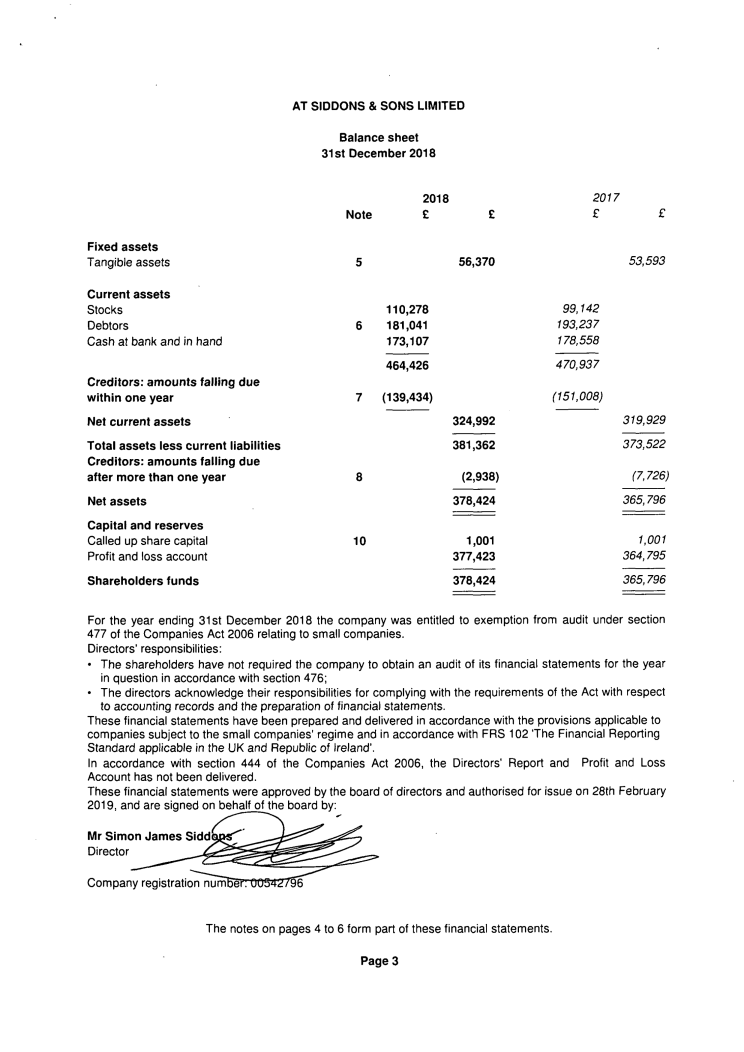 AT SIDDONS & SONS LIMITED
Balance sheet
31st December 2018
2018 2017
Note £ £ £ £
Fixed assets
Tangible assets 5 56,370 53,593
Current assets
Stocks 110,278 99,142
Debtors 6 181,041 193,237
Cash at bank and in hand 173,107 178,558
464,426 470,937
Creditors: amounts falling due
within one year 7 (139,434) (151,008)
Net current assets 324,992 319,929
Total assets less current liabilities 381,362 373,522
Creditors: amounts falling due
after more than one year 8 (2,938) (7,726)
Net assets 378,424 365,796
Capital and reserves
Called up share capital 10 1,001 1,001
Profit and loss account 377,423 364,795
Shareholders funds 378,424 365,796
For the year ending 31st December 2018 the company was entitled to exemption from audit under section
477 of the Companies Act 2006 relating to small companies.
Directors' responsibilities:
• The shareholders have not required the company to obtain an audit of its financial statements for the year
in question in accordance with section 476;
• The directors acknowledge their responsibilities for complying with the requirements of the Act with respect
to accounting records and the preparation of financial statements.
These financial statements have been prepared and delivered in accordance with the provisions applicable to
companies subject to the small companies' regime and in accordance with FRS 102 'The Financial Reporting
Standard applicable in the UK and Republic of Ireland'.
In accordance with section 444 of the Companies Act 2006, the Directors' Report and Profit and Loss
Account has not been delivered.
These financial statements were approved by the board of directors and authorised for issue on 28th February
2019, and are signed on behalf of the board by:
Mr Simon James Siddons
Director
Company registration number: 00542796
The notes on pages 4 to 6 form part of these financial statements.
Page 3